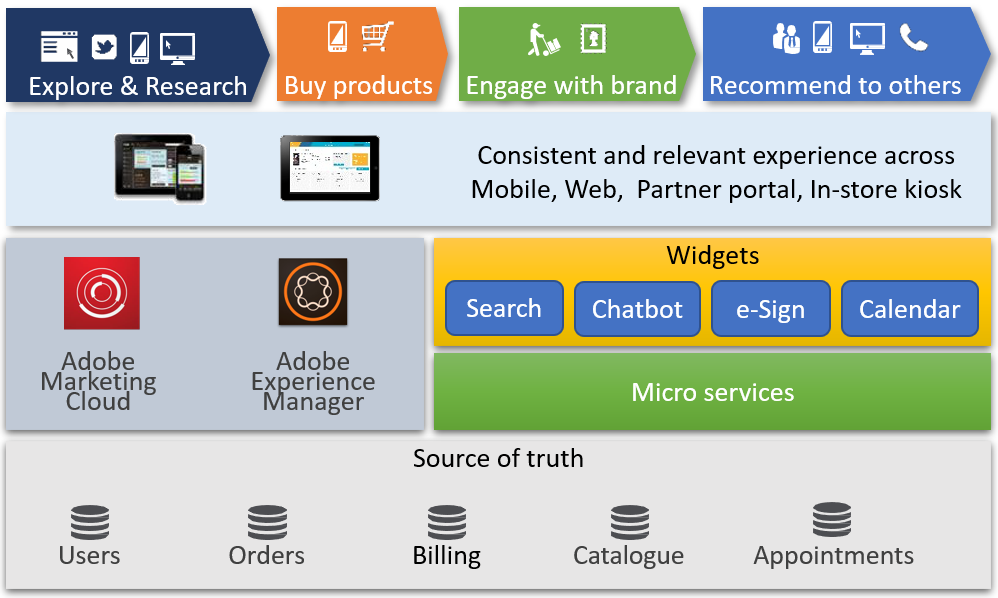 Explore & Research
Buy products
Engage with brand
Recommend to others
Consistent and relevant experience across
Mobile, Web, Partner portal, In-store kiosk
Adobe
Marketing
Cloud
Adobe
Experience
Manager
Widgets
Search
Chatbot
e-Sign
Calendar
Micro services
Source of truth
Users
Orders
Billing
Catalogue
Appointments